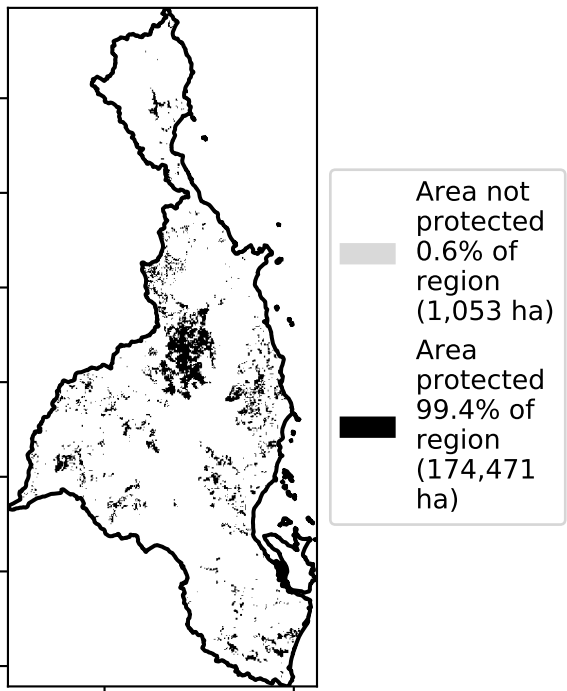 Area not
protected
0.6% of
region
(1,053 ha)
Area
protected
99.4% of
region
(174,471
ha)